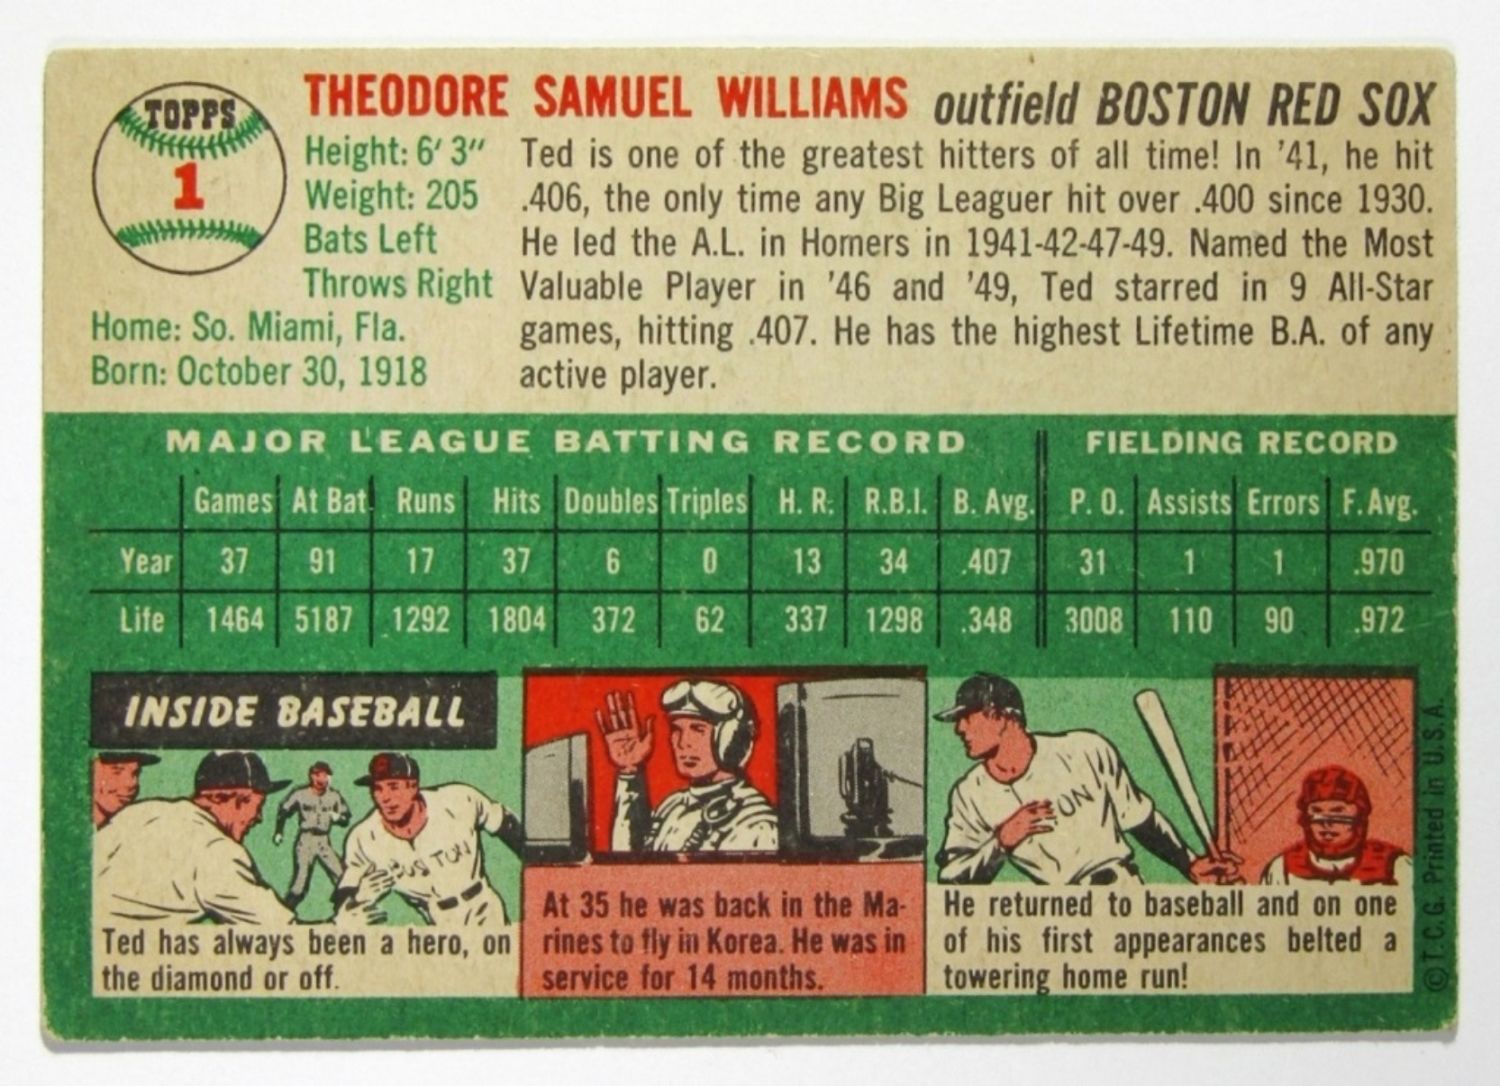 TOPPS
1
THEODORE SAMUEL WILLIAMS outfield BOSTON RED SOX
Height: 6' 3"
Weight: 205
Bats Left
Throws Right
Home: So. Miami, Fla.
Born: October 30, 1918
Ted is one of the greatest hitters of all time! In '41, he hit
.406, the only time any Big Leaguer hit over .400 since 1930.
He led the A.L. in Homers in 1941-42-47-49. Named the Most
Valuable Player in '46 and '49, Ted starred in 9 All-Star
games, hitting .407. He has the highest Lifetime B.A. of any
active player.
MAJOR LEAGUE BATTING RECORD FIELDING RECORD
Games At Bat Runs Hits Doubles Triples H. R. R.B.I. B. Avg. P. O. Assists Errors F. Avg.
Year 37 91 17 37 6 0 13 34 .407 31 1 1 .970
Life 1464 5187 1292 1804 372 62 337 1298 .348 3008 110 90 .972
INSIDE BASEBALL
BOSTON
Ted has always been a hero, on
the diamond or off.
At 35 he was back in the Ma-
rines to fly in Korea. He was in
service for 14 months.
ON
He returned to baseball and on one
of his first appearances belted a
towering home run!
© T.C.G. Printed in U.S.A.